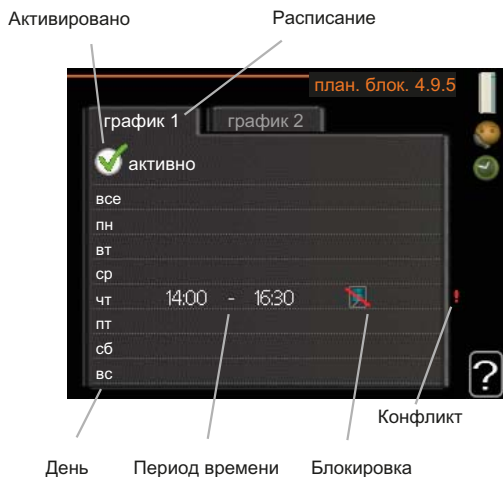 Активировано Расписание
план. блок. 4.9.5
график 1 график 2
активно
все
пн
вт
ср
чт 14:00 - 16:30 !
пт
сб
вс
?
Конфликт
День Период времени Блокировка